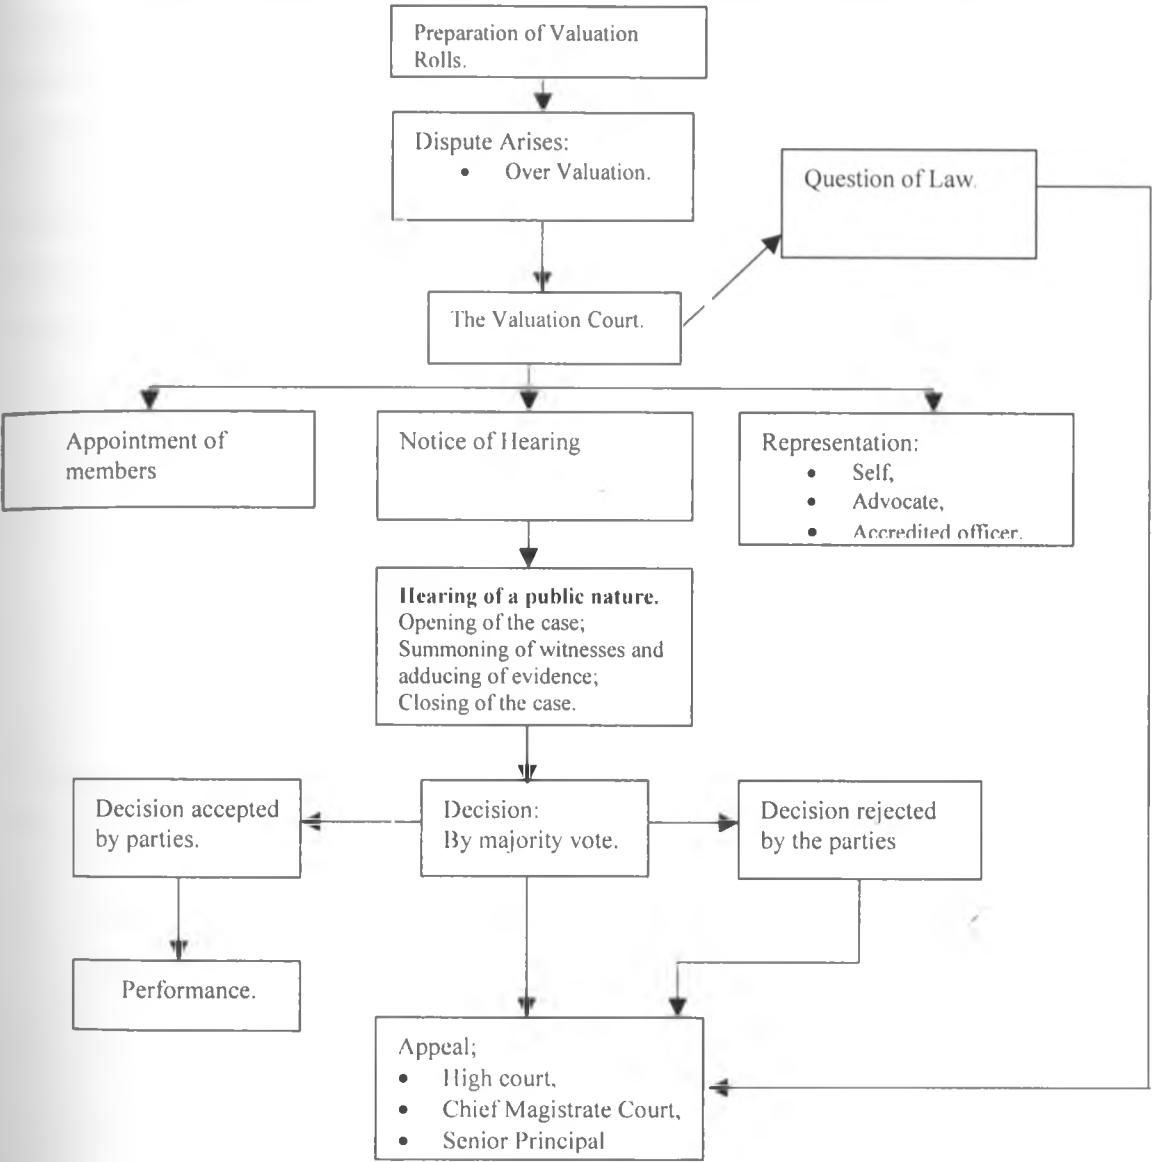 Preparation of Valuation
Rolls.
Dispute Arises:
• Over Valuation.
Question of Law.
The Valuation Court.
Appointment of
members
Notice of Hearing
Representation:
• Self,
• Advocate,
• Accredited officer.
Hearing of a public nature.
Opening of the case;
Summoning of witnesses and
adducing of evidence;
Closing of the case.
Decision accepted
by parties.
Decision:
By majority vote.
Decision rejected
by the parties
Performance.
Appeal;
• High court,
• Chief Magistrate Court,
• Senior Principal